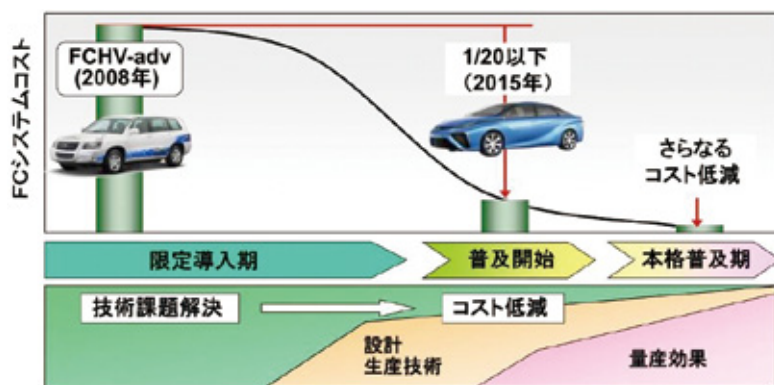 FCシステムコスト
FCHV-adv
(2008年)
1/20以下
(2015年)
さらなる
コスト低減
限定導入期
普及開始
本格普及期
技術課題解決
コスト低減
設計
生産技術
量産効果